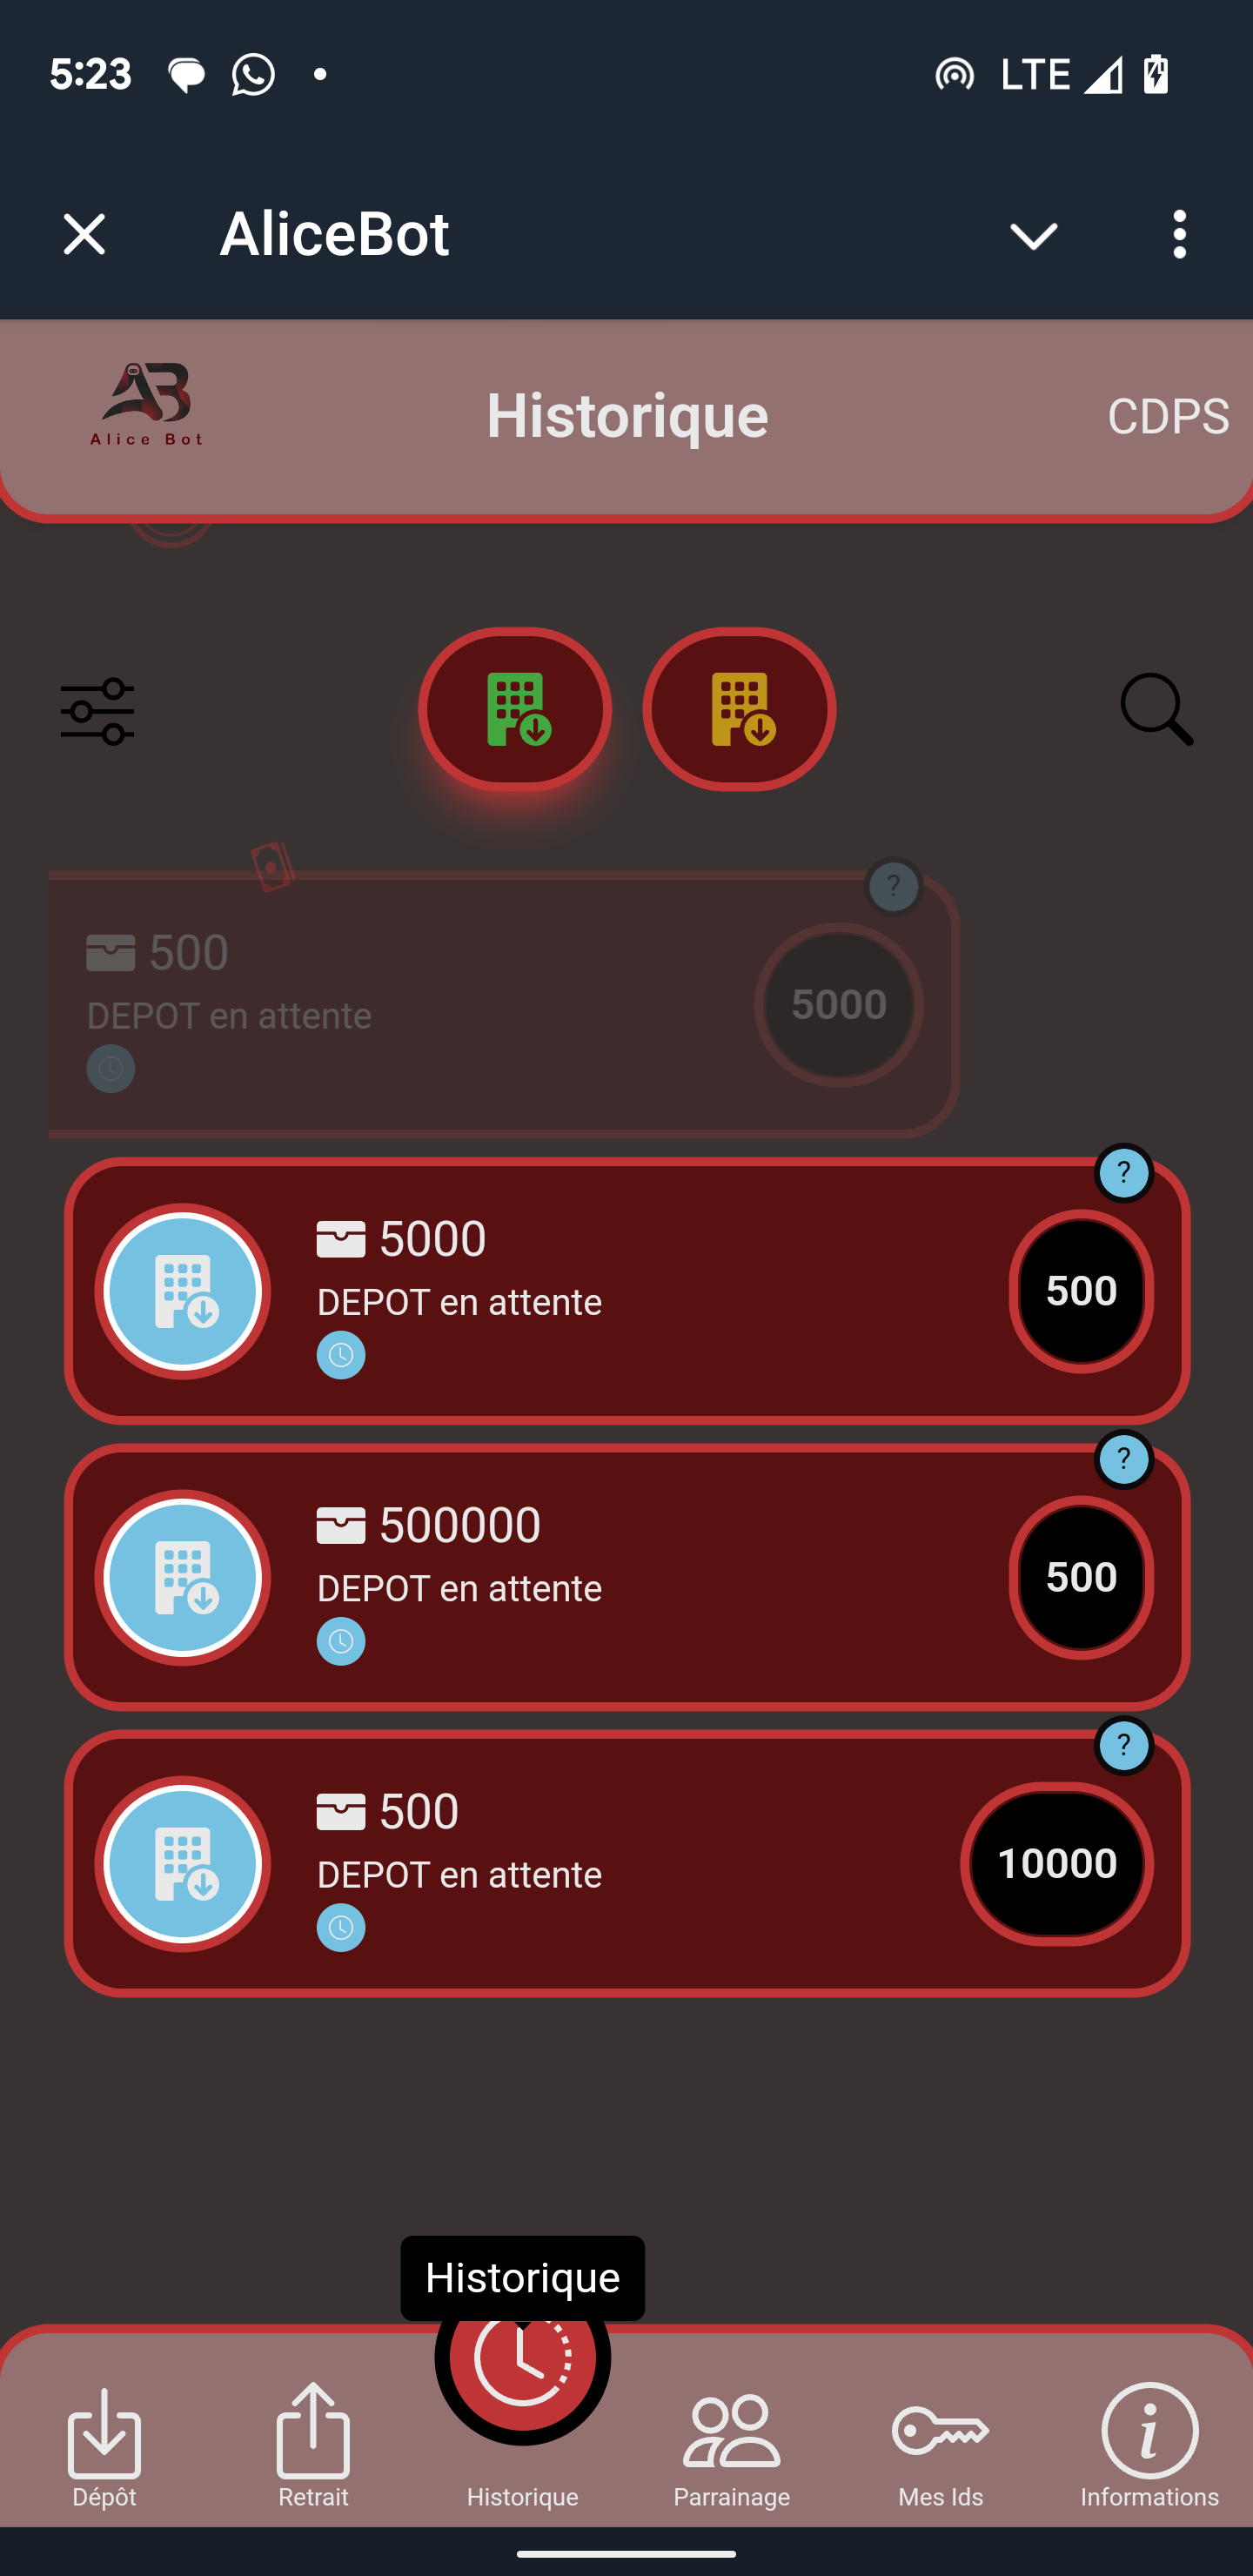 5:23
LTE
AliceBot
Alice Bot
Historique
CDPS
?
500
DEPOT en attente
5000
?
5000
DEPOT en attente
500
?
500000
DEPOT en attente
500
?
500
DEPOT en attente
10000
Historique
Dépôt
Retrait
Historique
Parrainage
Mes Ids
Informations